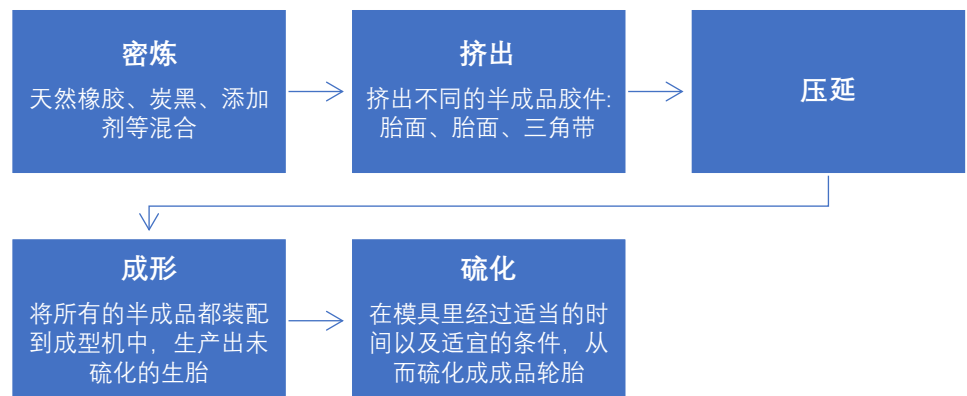 密炼
天然橡胶、炭黑、添加
剂等混合
挤出
挤出不同的半成品胶件:
胎面、胎面、三角带
压延
成形
将所有的半成品都装配
到成型机中，生产出未
硫化的生胎
硫化
在模具里经过适当的时
间以及适宜的条件，从
而硫化成成品轮胎